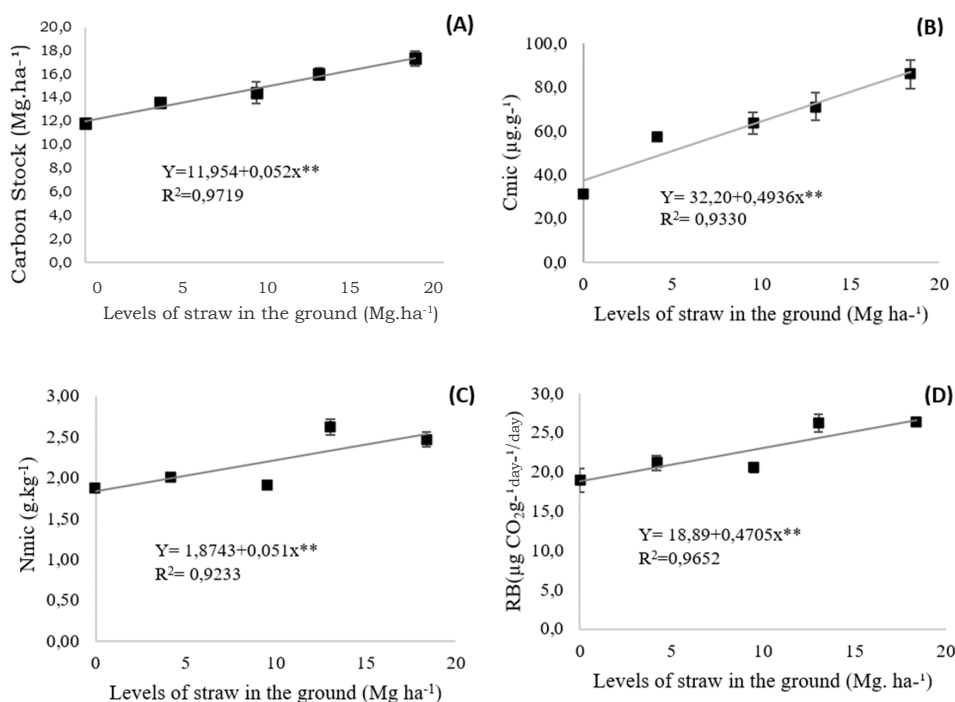 (A)
Carbon Stock (Mg.ha-¹)
20,0
18,0
16,0
14,0
12,0
10,0
8,0
6,0
4,0
2,0
0,0
Y=11,954+0,052x**
R²=0,9719
0 5 10 15 20
Levels of straw in the ground (Mg.ha⁻¹)
(B)
Cmic (µg.g-¹)
100,0
80,0
60,0
40,0
20,0
0,0
Y= 32,20+0,4936x**
R²= 0,9330
0 5 10 15 20
Levels of straw in the ground (Mg ha-¹)
(C)
Nmic (g.kg⁻¹)
3,00
2,50
2,00
1,50
1,00
0,50
0,00
Y= 1,8743+0,051x**
R²= 0,9233
0 5 10 15 20
Levels of straw in the ground (Mg ha⁻¹)
(D)
RB(µg CO₂g-¹day-¹/day)
30,0
25,0
20,0
15,0
10,0
5,0
0,0
Y= 18,89+0,4705x**
R²=0,9652
0 5 10 15 20
Levels of straw in the ground (Mg. ha-¹)